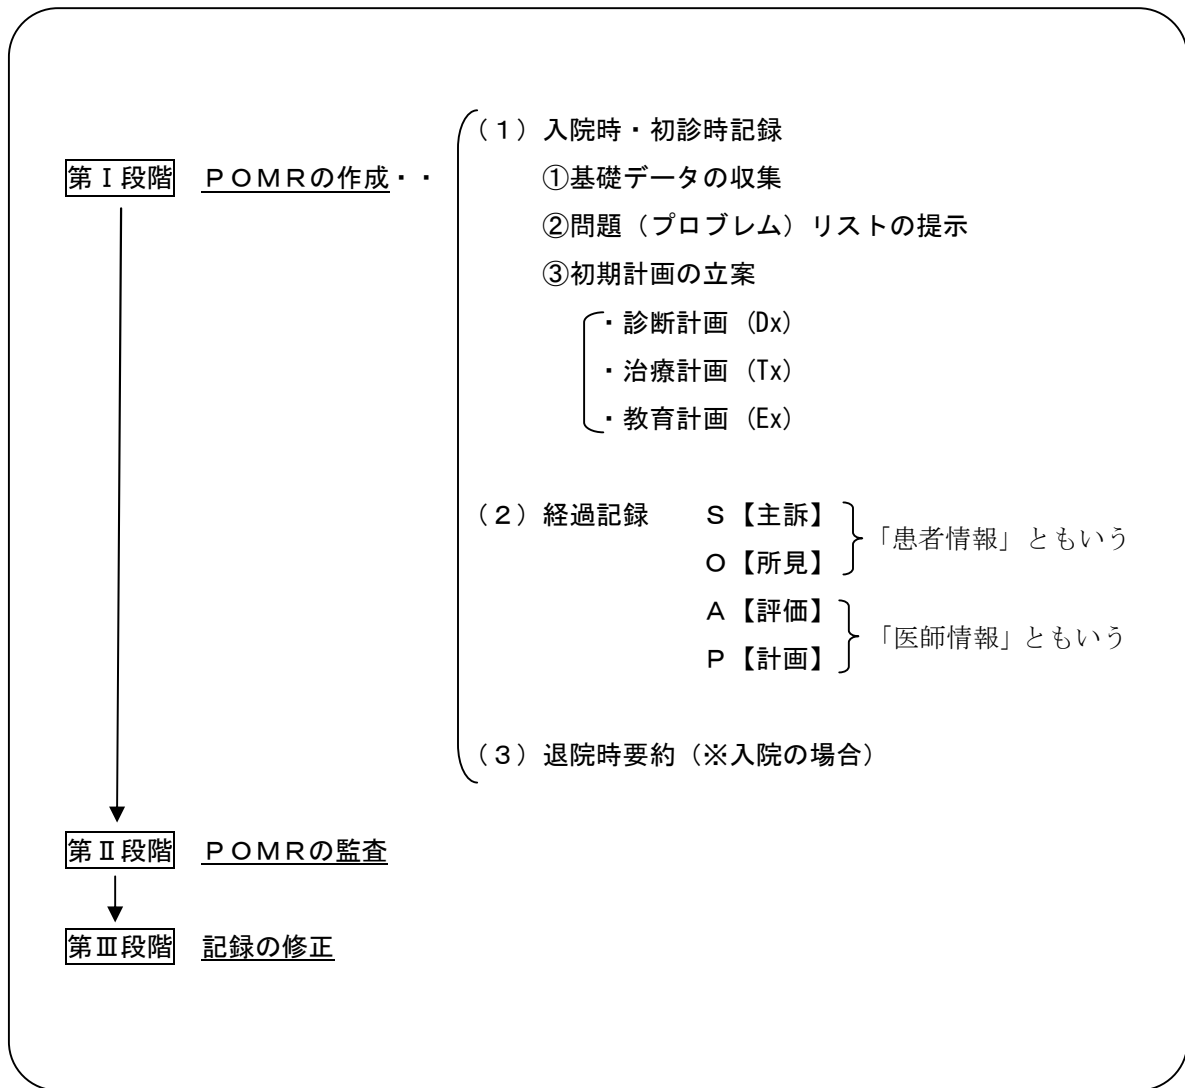 (1)入院時・初診時記録
第Ⅰ段階 POMRの作成・・
①基礎データの収集
②問題(プロブレム)リストの提示
③初期計画の立案
・診断計画(Dx)
・治療計画(Tx)
・教育計画(Ex)
(2)経過記録 S【主訴】
O【所見】
「患者情報」ともいう
A【評価】
P【計画】
「医師情報」ともいう
(3)退院時要約(※入院の場合)
第Ⅱ段階 POMRの監査
第Ⅲ段階 記録の修正